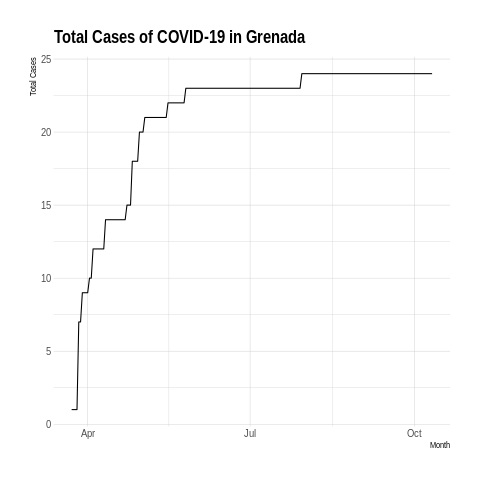 Total Cases of COVID-19 in Grenada
Total Cases
25
20
15
10
5
0
Apr
Jul
Oct
Month